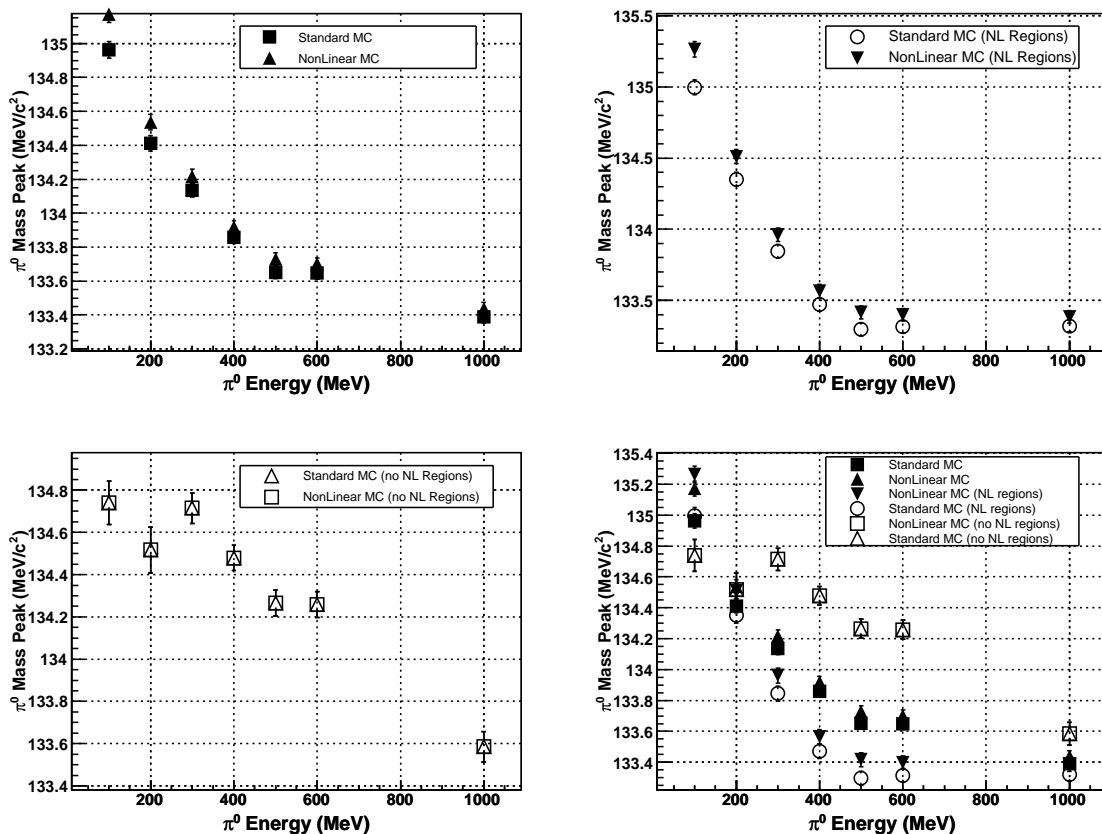 Standard MC
NonLinear MC
π⁰ Mass Peak (MeV/c²)
135
134.8
134.6
134.4
134.2
134
133.8
133.6
133.4
133.2
200 400 600 800 1000
π⁰ Energy (MeV)
Standard MC (NL Regions)
NonLinear MC (NL Regions)
π⁰ Mass Peak (MeV/c²)
135.5
135
134.5
134
133.5
200 400 600 800 1000
π⁰ Energy (MeV)
Standard MC (no NL Regions)
NonLinear MC (no NL Regions)
π⁰ Mass Peak (MeV/c²)
134.8
134.6
134.4
134.2
134
133.8
133.6
133.4
200 400 600 800 1000
π⁰ Energy (MeV)
Standard MC
NonLinear MC
NonLinear MC (NL regions)
Standard MC (NL regions)
NonLinear MC (no NL regions)
Standard MC (no NL regions)
π⁰ Mass Peak (MeV/c²)
135.4
135.2
135
134.8
134.6
134.4
134.2
134
133.8
133.6
133.4
200 400 600 800 1000
π⁰ Energy (MeV)